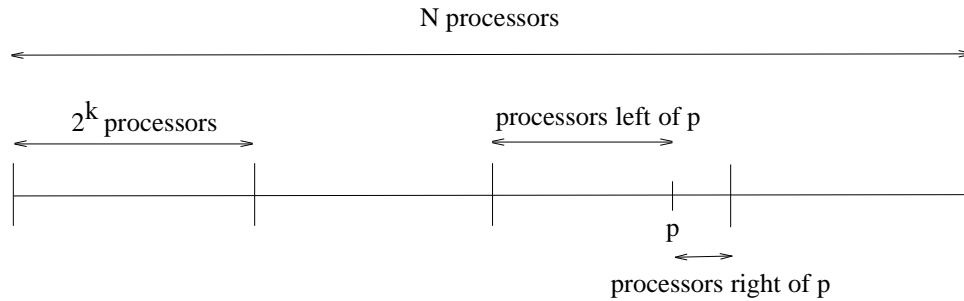 N processors
2^k processors
processors left of p
p
processors right of p